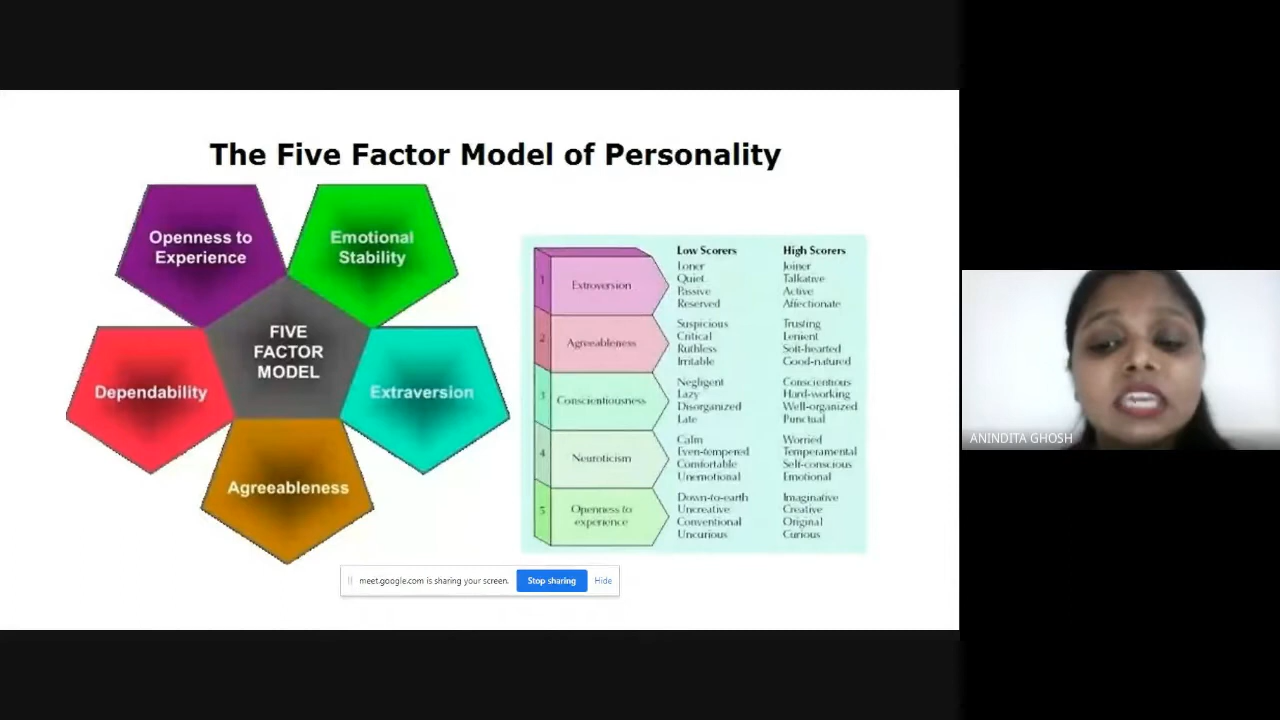 The Five Factor Model of Personality
Openness to
Experience
Emotional
Stability
FIVE
FACTOR
MODEL
Dependability
Extraversion
Agreeableness
Low Scorers
High Scorers
1
Extroversion
Loner
Quiet
Passive
Reserved
Joiner
Talkative
Active
Affectionate
2
Agreeableness
Suspicious
Critical
Ruthless
Irritable
Trusting
Lenient
Soft-hearted
Good-natured
3
Conscientiousness
Negligent
Lazy
Disorganized
Late
Conscientious
Hard-working
Well-organized
Punctual
4
Neuroticism
Calm
Even-tempered
Comfortable
Unemotional
Worried
Temperamental
Self-conscious
Emotional
5
Openness to
experience
Down-to-earth
Uncreative
Conventional
Uncurious
Imaginative
Creative
Original
Curious
meet.google.com is sharing your screen.
Stop sharing
Hide
ANINDITA GHOSH